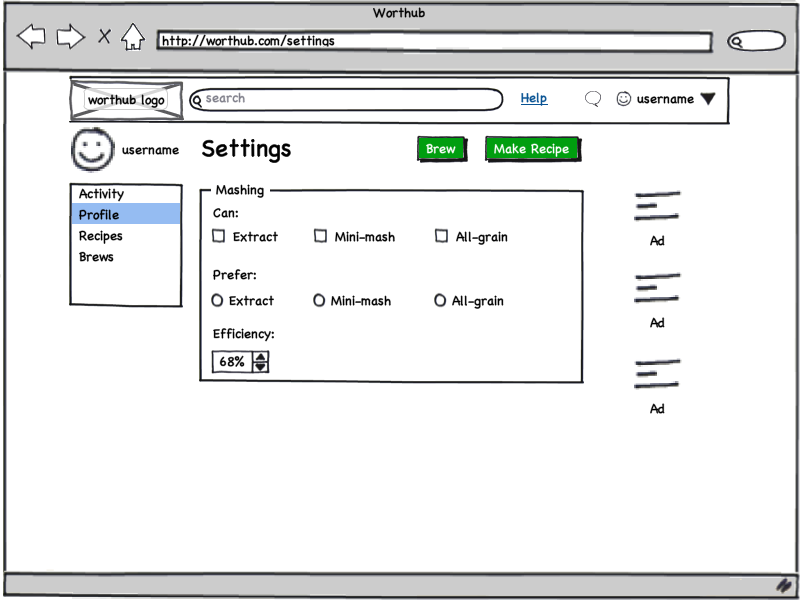 Worthub
http://worthub.com/settings
worthub logo
search
Help
username
username
Settings
Brew
Make Recipe
Activity
Profile
Recipes
Brews
Mashing
Can:
Extract Mini-mash All-grain
Prefer:
Extract Mini-mash All-grain
Efficiency:
68%
Ad
Ad
Ad